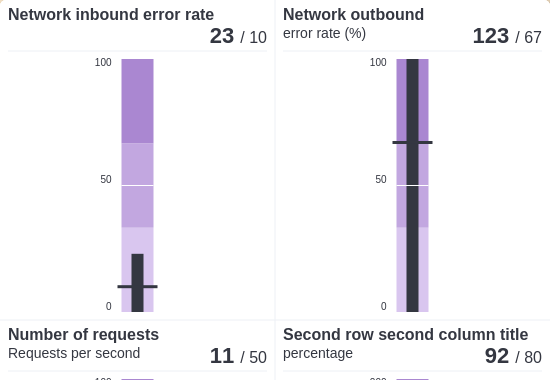 Network inbound error rate
23 / 10
100
50
0
Network outbound
error rate (%)
123 / 67
100
50
0
Number of requests
Requests per second
11 / 50
Second row second column title
percentage
92 / 80